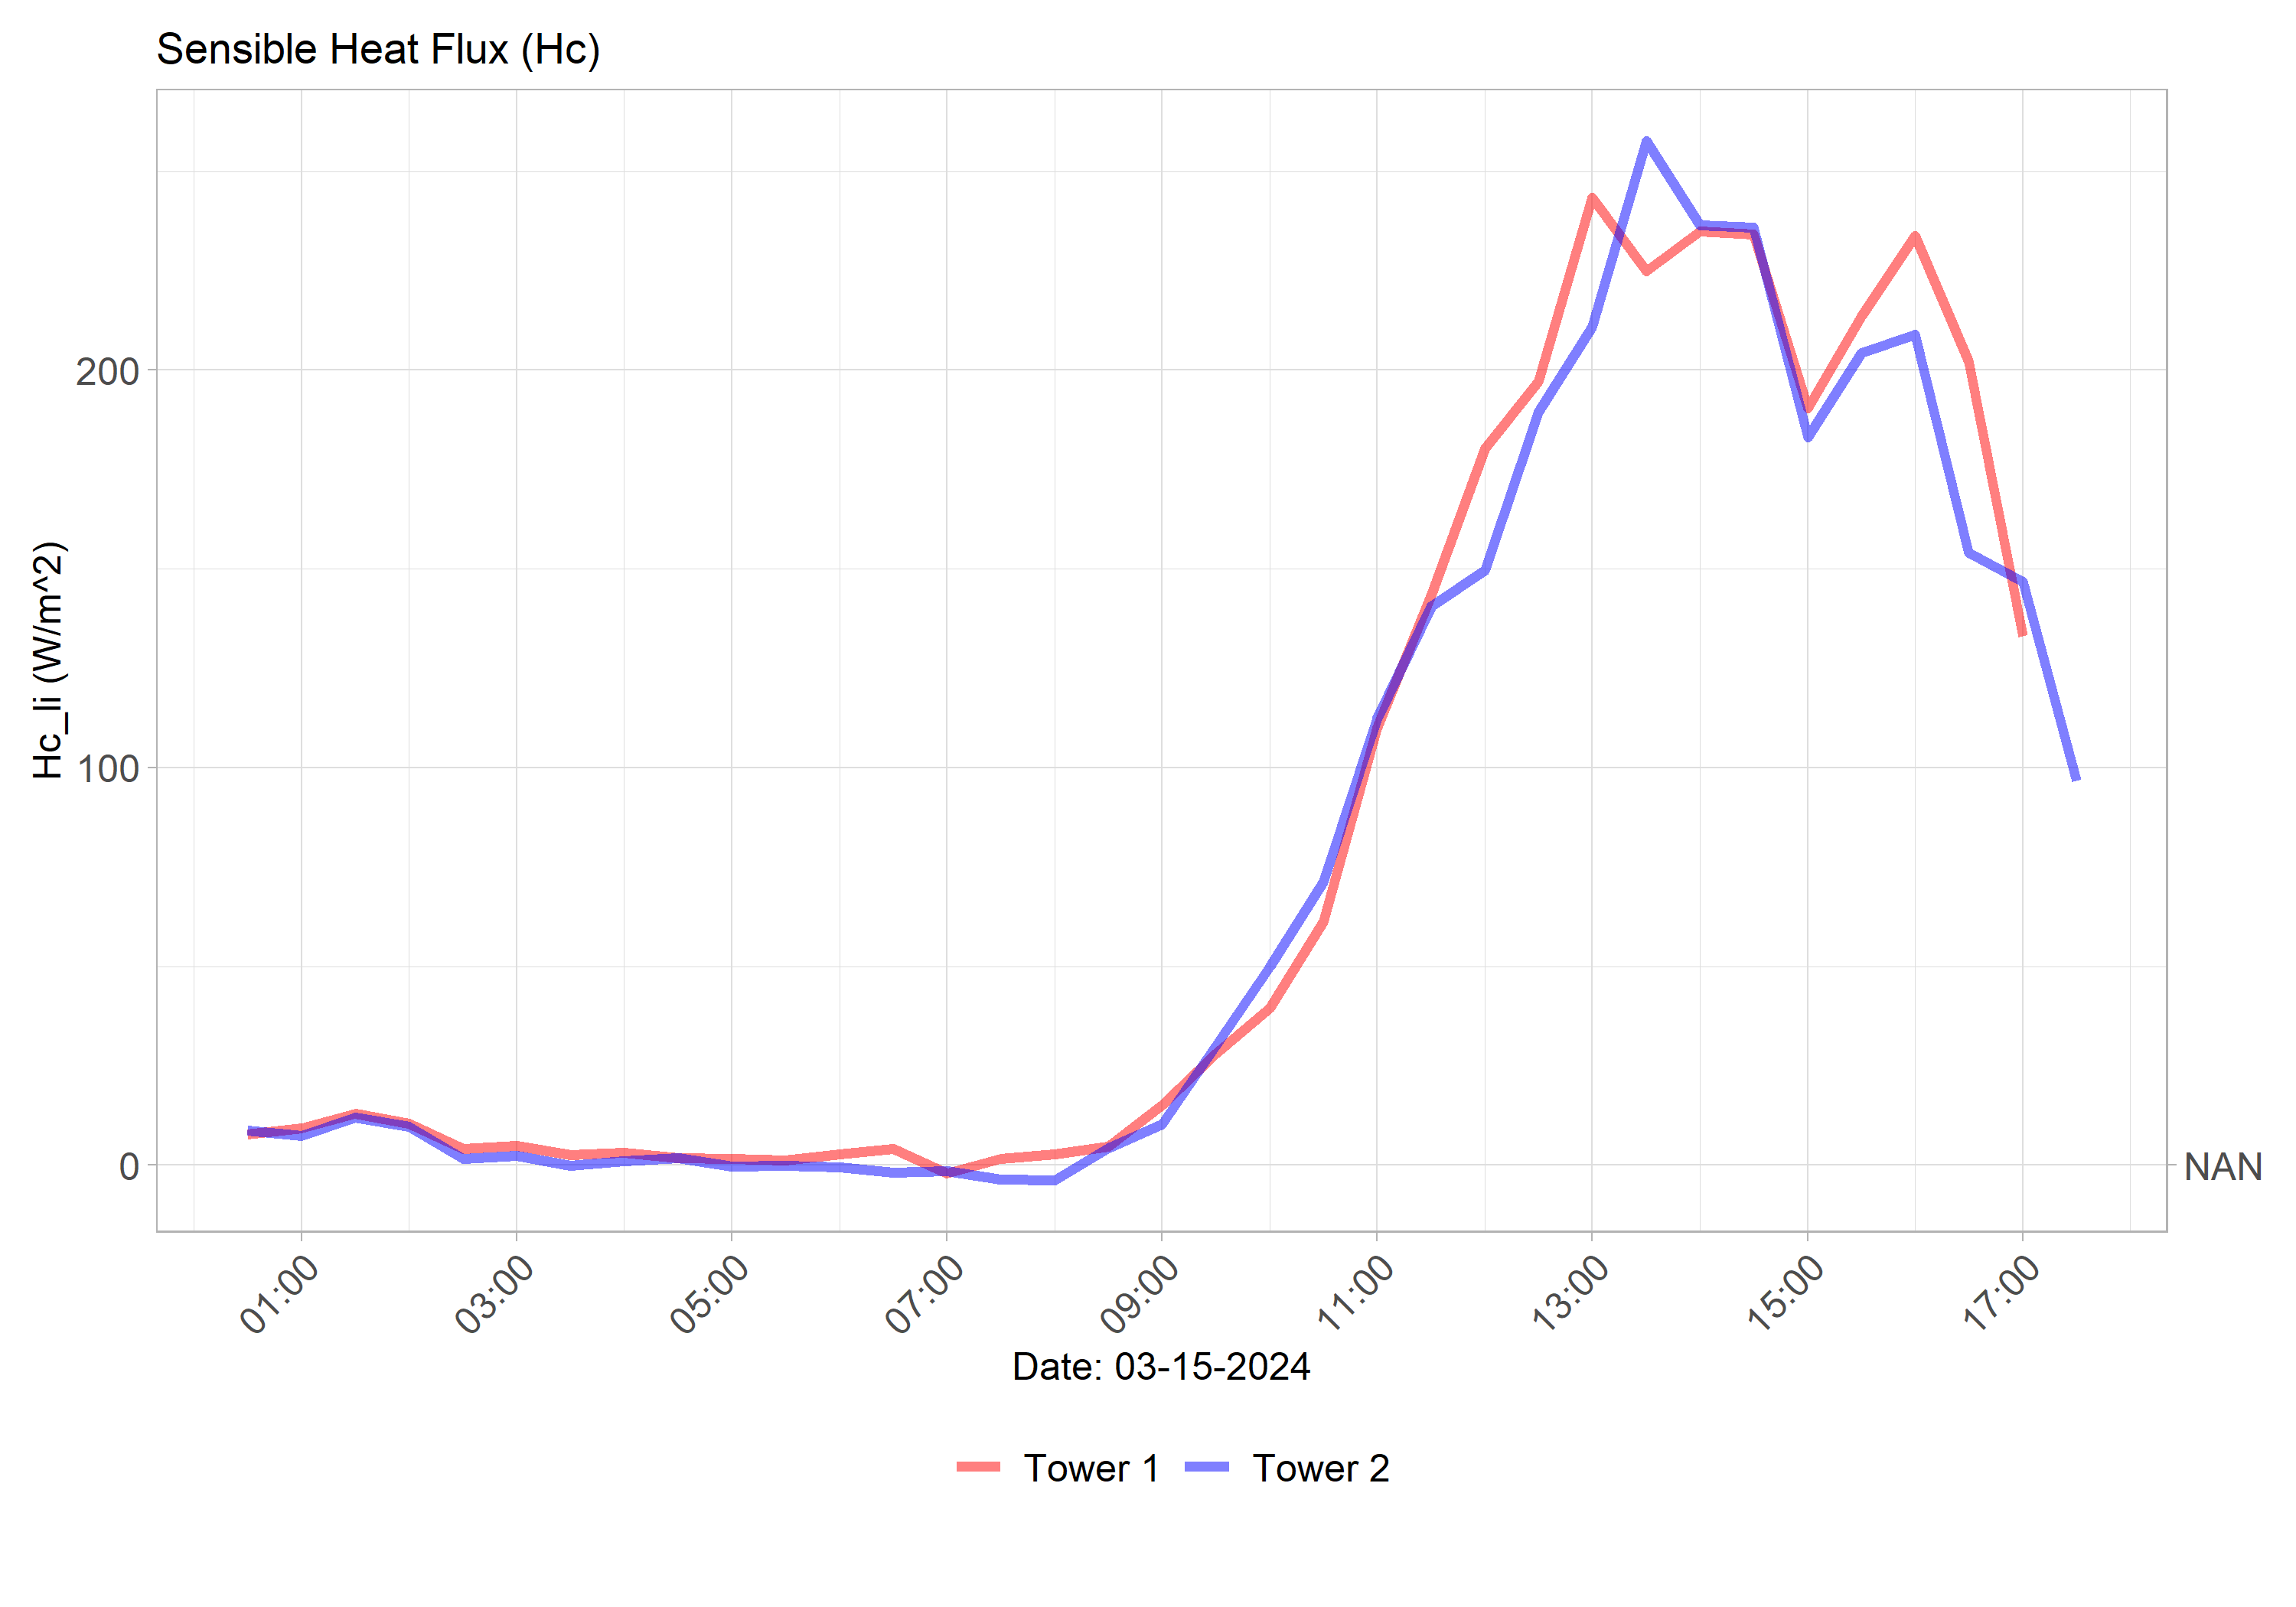 Sensible Heat Flux (Hc)
Hc_li (W/m^2)
200
100
0
NAN
01:00
03:00
05:00
07:00
09:00
11:00
13:00
15:00
17:00
Date: 03-15-2024
Tower 1
Tower 2